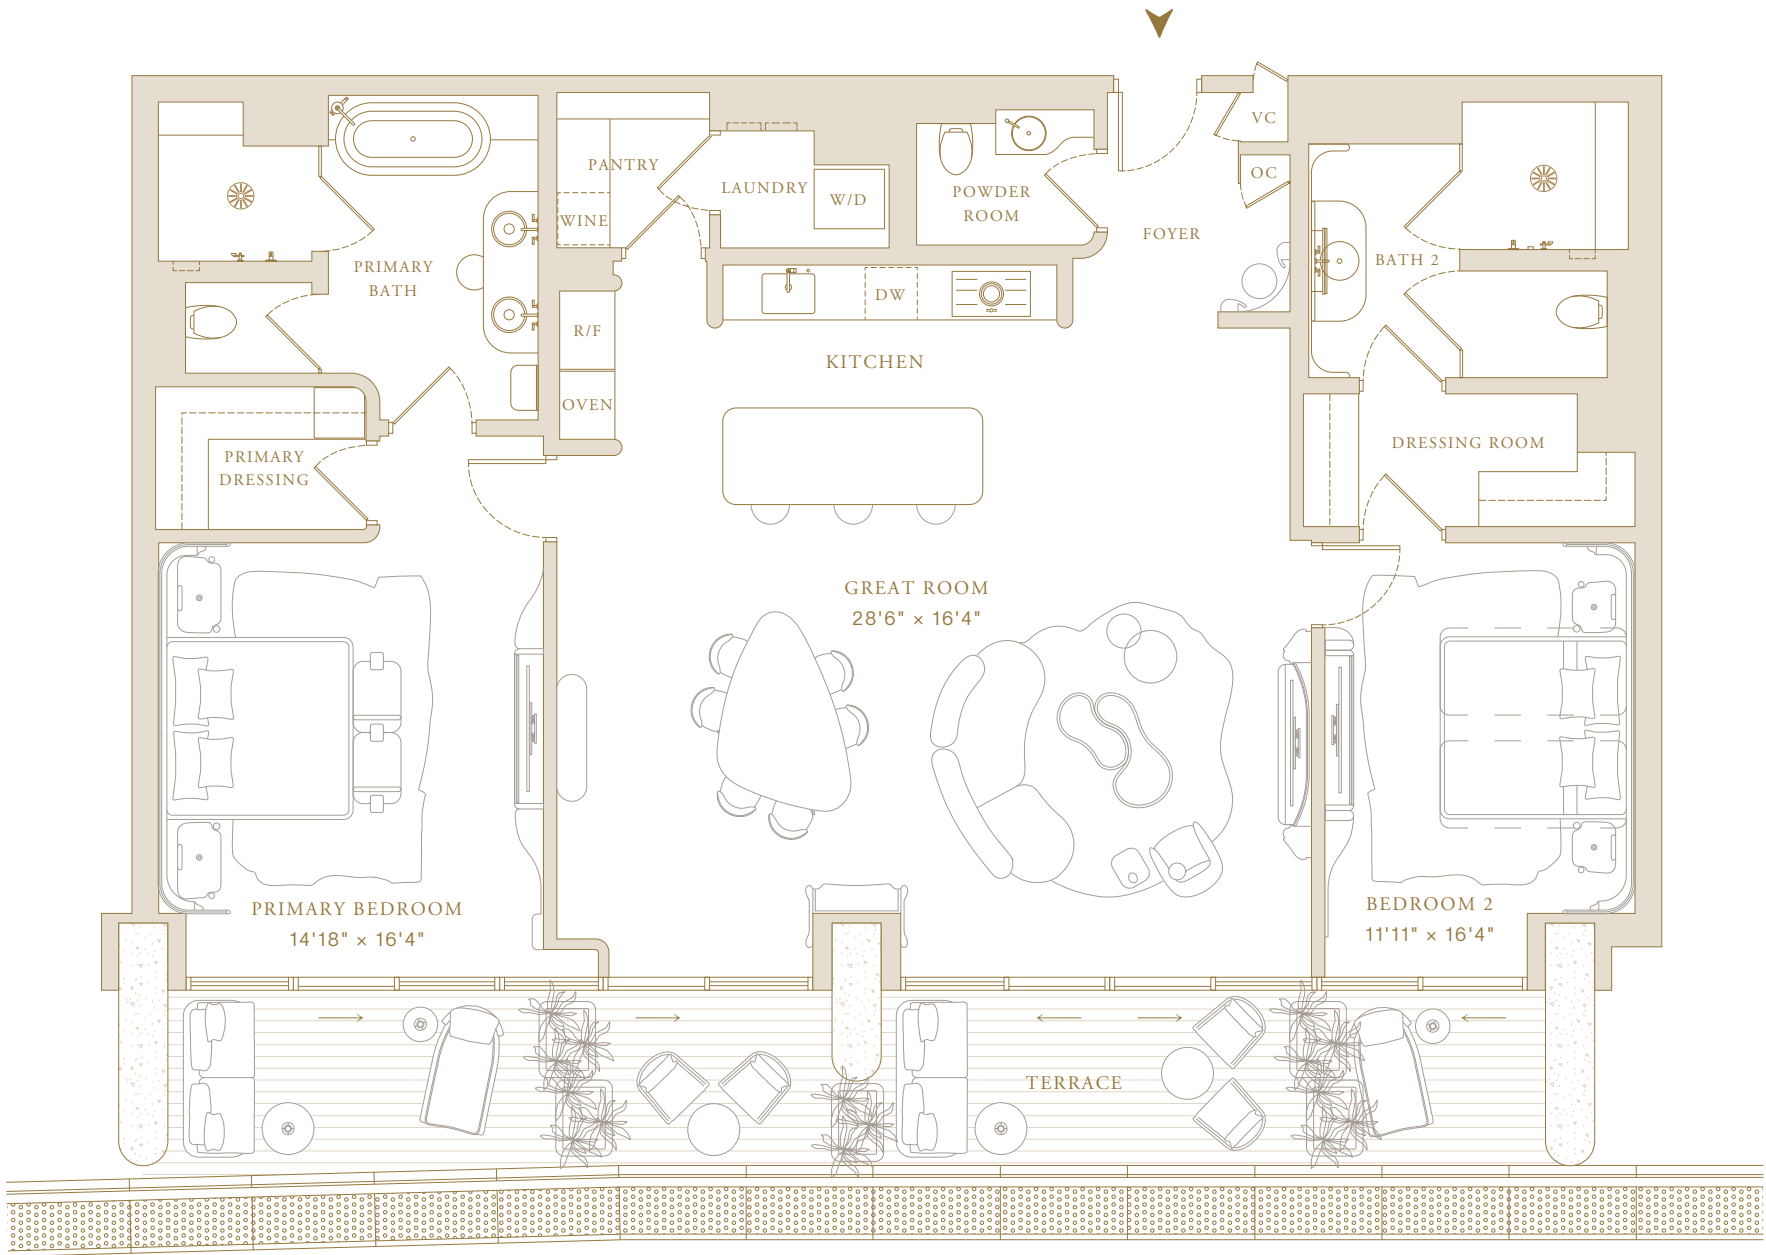 VC
PANTRY
LAUNDRY
W/D
WINE
POWDER
ROOM
OC
FOYER
BATH 2
PRIMARY
BATH
DW
R/F
KITCHEN
OVEN
DRESSING ROOM
PRIMARY
DRESSING
GREAT ROOM
28'6" × 16'4"
PRIMARY BEDROOM
14'18" × 16'4"
BEDROOM 2
11'11" × 16'4"
TERRACE